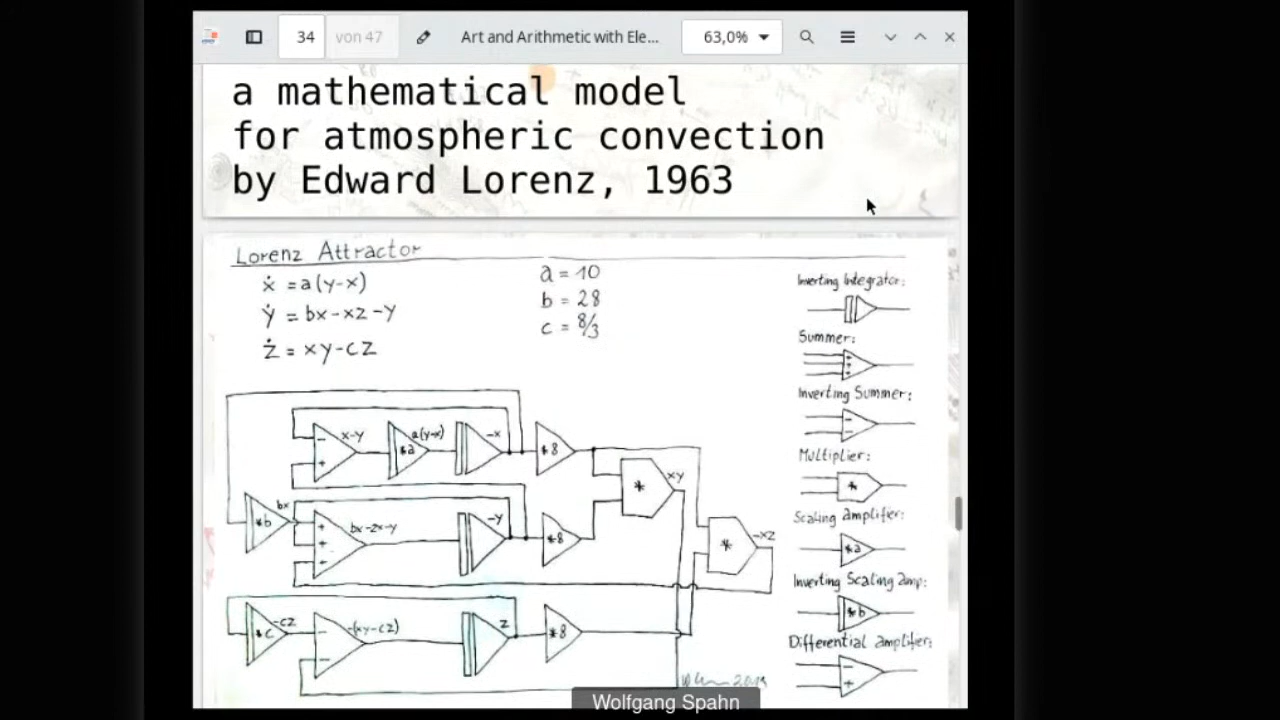 34 von 47 Art and Arithmetic with Ele... 63,0%
a mathematical model
for atmospheric convection
by Edward Lorenz, 1963
Lorenz Attractor
ẋ = a(y-x)
ẏ = bx-xz-y
ż = xy-cz
a = 10
b = 28
c = 8/3
Inverting Integrator:
Summer:
+
+
+
Inverting Summer:
-
-
Multiplier:
*
Scaling amplifier:
*a
Inverting Scaling amp:
*b
Differential amplifier:
-
+
- x-y a(y-x) -x
+ *a *8
* xy
bx
*b + bx-zx-y -y
+ *8
* -xz
-cz
*c - -(xy-cz) z *8
-
2019
Wolfgang Spahn